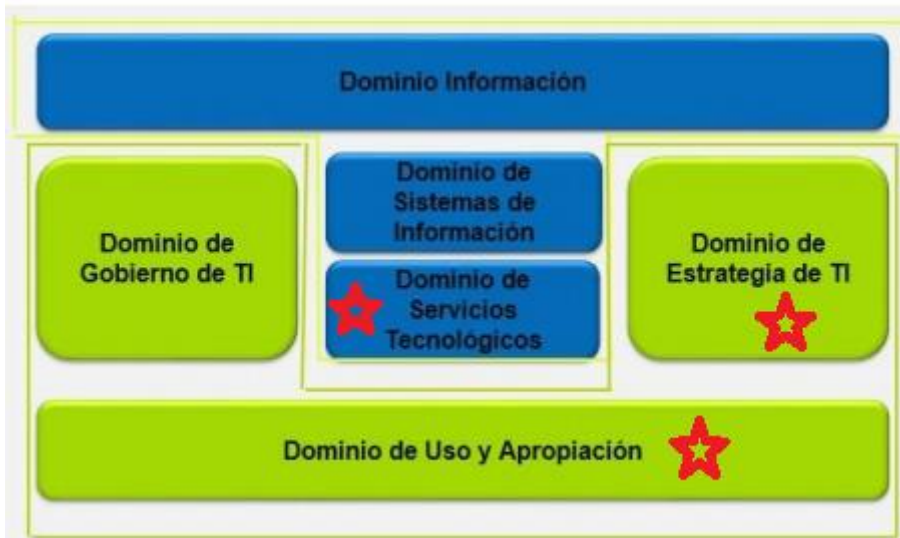 Dominio Información
Dominio de
Sistemas de
Información
Dominio de
Gobierno de TI
Dominio de
Estrategia de TI
Dominio de
Servicios
Tecnológicos
Dominio de Uso y Apropiación